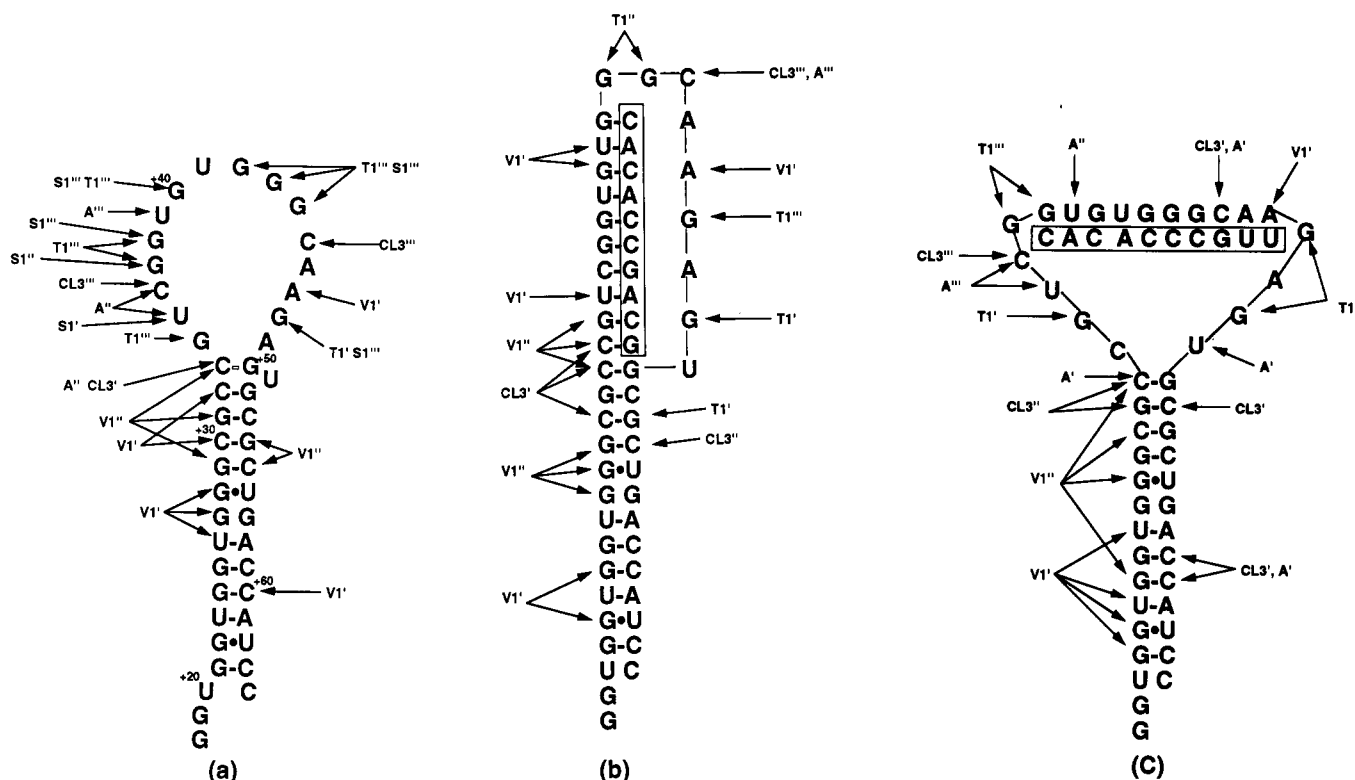 U G
+40
S1''' T1''' G G T1''' S1'''
A''' U G
S1''' G C CL3'''
T1''' G A
S1''
CL3''' C A V1'
A''
S1' U G T1' S1'''
T1''' G A
A'' CL3' C=G +50
C G U
V1'' G C
+30
V1' C G V1''
G C
G•U
V1' G G
U-A
G C
G-C +60 V1'
U A
G•U
G-C
+20 U C
G
G
(a)
T1''
G-G-C CL3''', A'''
G-C A
V1' U A
G C A V1'
U A
G C G T1'''
G C
C G A
V1' U-A
V1'' G C G T1'
C G
CL3' C G-U
G C
C-G T1'
G-C CL3''
V1'' G•U
G G
U-A
G-C
G-C
V1' U-A
G•U
G-C
U C
G
G
(b)
T1''' A'' CL3', A' V1'
G G U G U G G G C A A G
C A C A C C C G U U
CL3''' C A
A''' U G T1
T1' G U A'
C
A' C-G
CL3'' G-C CL3'
C G
G C
V1'' G•U
G G
U-A
G-C CL3', A'
V1' G-C
U-A
G•U
G-C
U C
G
G
(C)